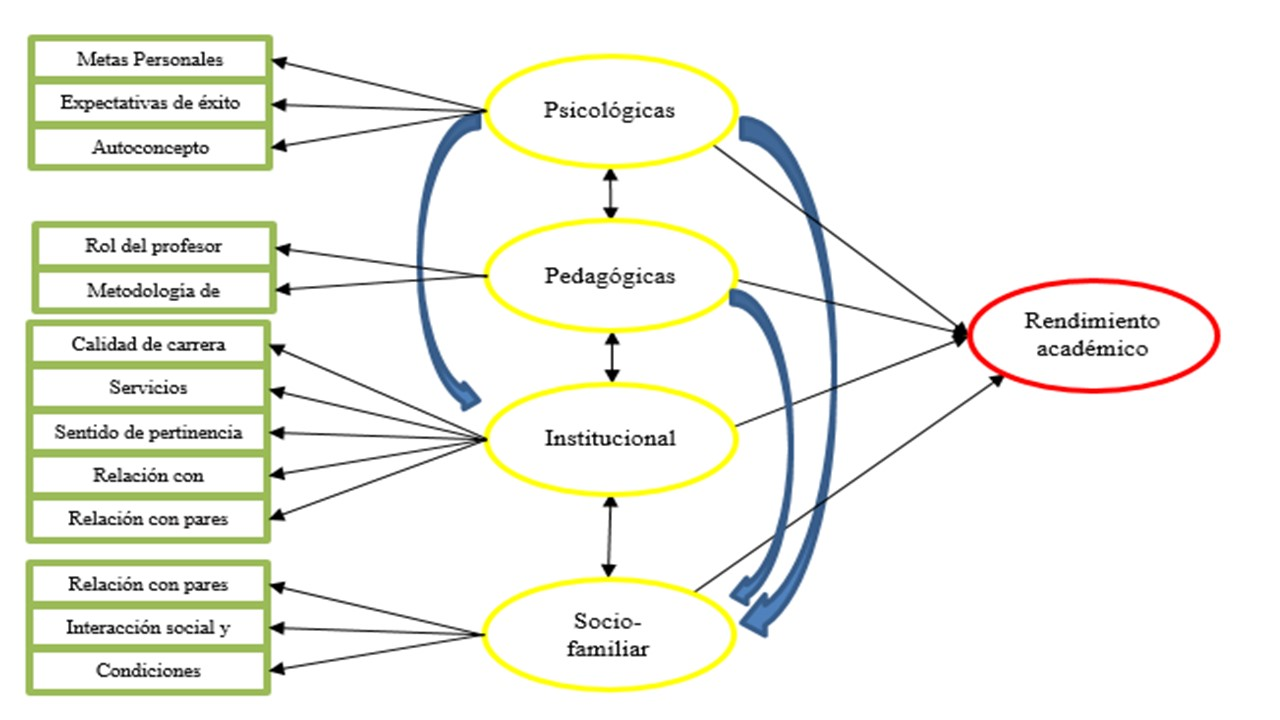 Metas Personales
Expectativas de éxito
Autoconcepto
Psicológicas
Rol del profesor
Metodologia de
Pedagógicas
Calidad de carrera
Servicios
Sentido de pertinencia
Relación con
Relación con pares
Institucional
Relación con pares
Interacción social y
Condiciones
Socio-
familiar
Rendimiento
académico